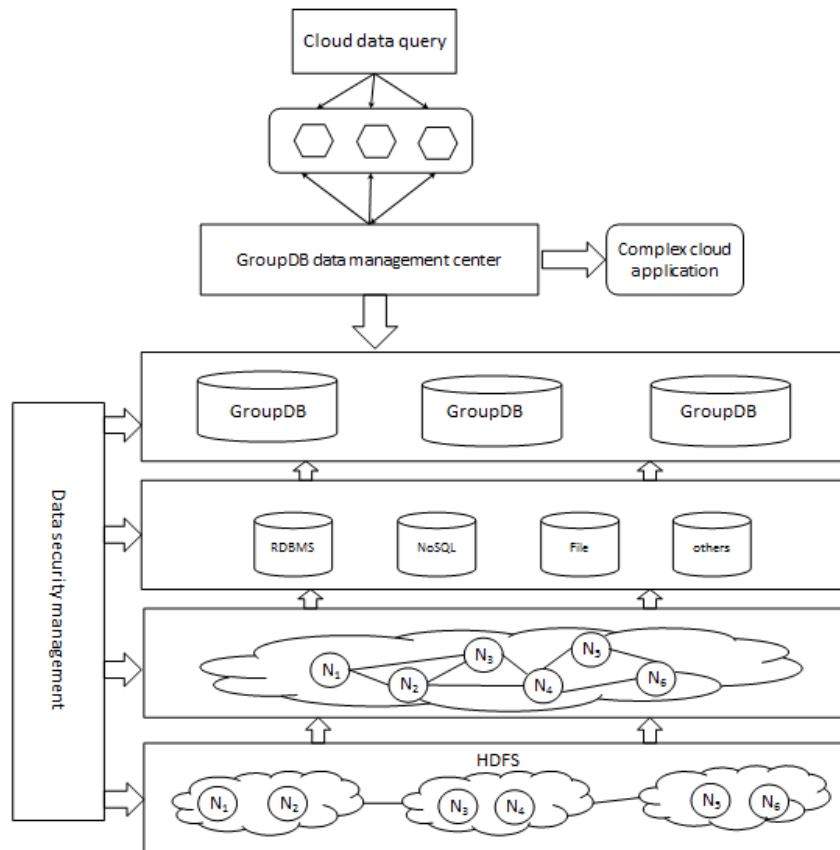 Cloud data query
GroupDB data management center
Complex cloud
application
GroupDB
GroupDB
GroupDB
Data security management
RDBMS
NoSQL
File
others
N₁
N₂
N₃
N₄
N₅
N₆
HDFS
N₁
N₂
N₃
N₄
N₅
N₆